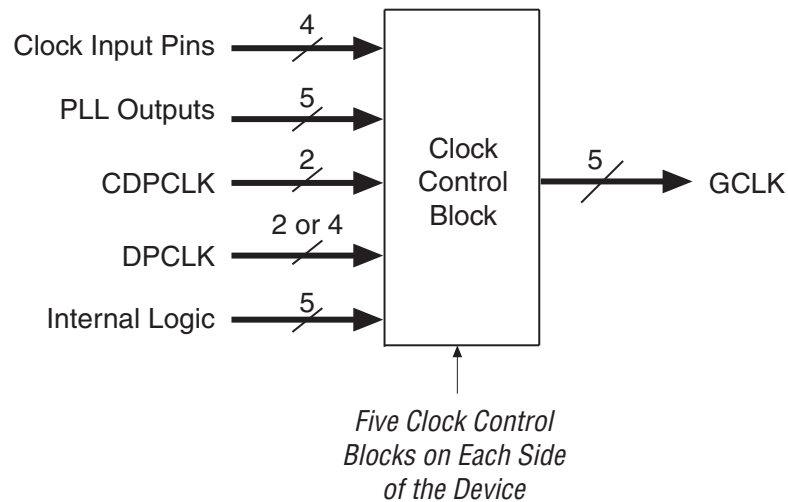 Clock Input Pins
4
PLL Outputs
5
CDPCLK
2
DPCLK
2 or 4
Internal Logic
5
Clock
Control
Block
5
GCLK
Five Clock Control
Blocks on Each Side
of the Device